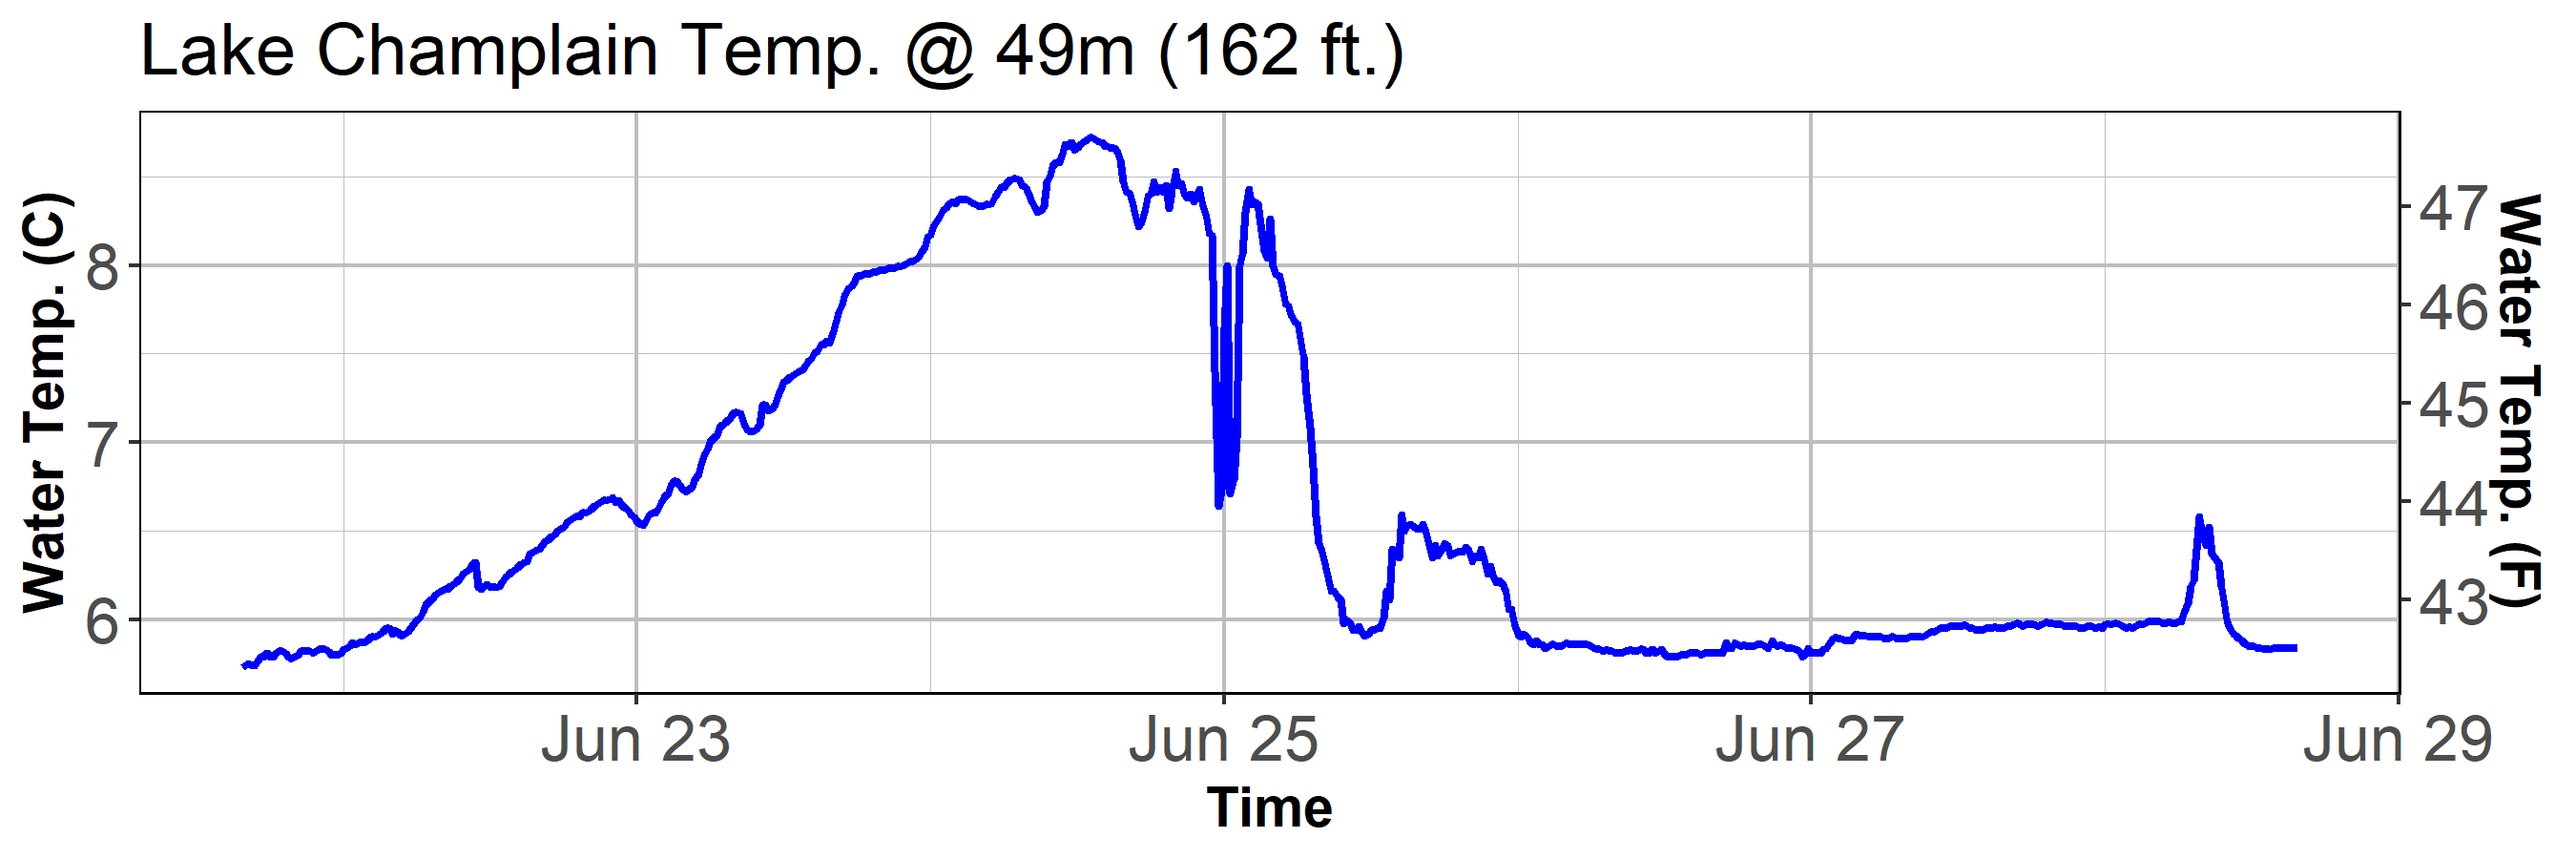 Lake Champlain Temp. @ 49m (162 ft.)
Water Temp. (C)
8
7
6
47
46
45
44
43
Water Temp. (F)
Jun 23
Jun 25
Jun 27
Jun 29
Time